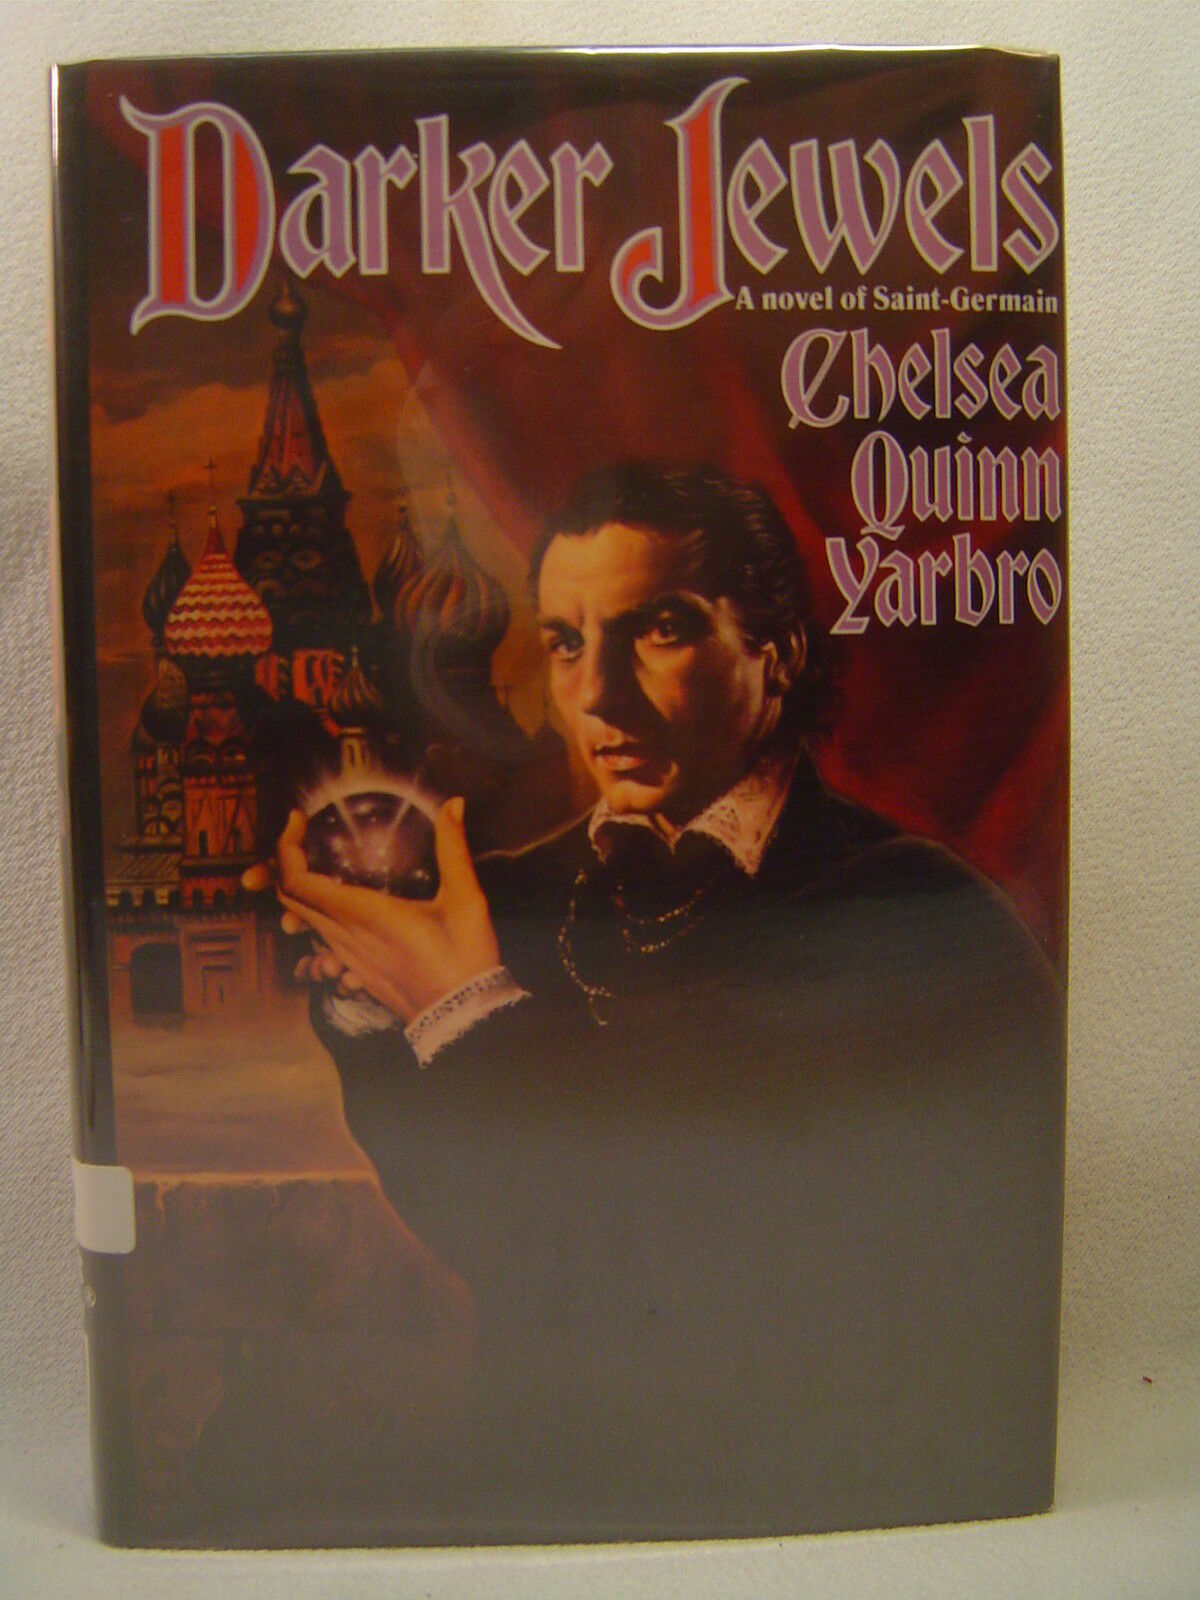 Darker Jewels
A novel of Saint-Germain
Chelsea
Quinn
Yarbro